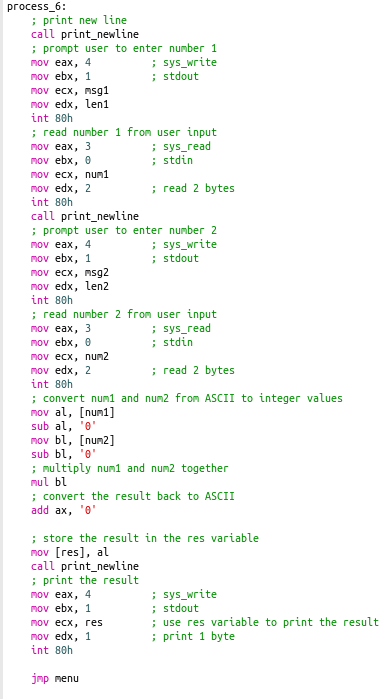 process_6:
    ; print new line
    call print_newline
    ; prompt user to enter number 1
    mov eax, 4          ; sys_write
    mov ebx, 1          ; stdout
    mov ecx, msg1
    mov edx, len1
    int 80h
    ; read number 1 from user input
    mov eax, 3          ; sys_read
    mov ebx, 0          ; stdin
    mov ecx, num1
    mov edx, 2          ; read 2 bytes
    int 80h
    call print_newline
    ; prompt user to enter number 2
    mov eax, 4          ; sys_write
    mov ebx, 1          ; stdout
    mov ecx, msg2
    mov edx, len2
    int 80h
    ; read number 2 from user input
    mov eax, 3          ; sys_read
    mov ebx, 0          ; stdin
    mov ecx, num2
    mov edx, 2          ; read 2 bytes
    int 80h
    ; convert num1 and num2 from ASCII to integer values
    mov al, [num1]
    sub al, '0'
    mov bl, [num2]
    sub bl, '0'
    ; multiply num1 and num2 together
    mul bl
    ; convert the result back to ASCII
    add ax, '0'

    ; store the result in the res variable
    mov [res], al
    call print_newline
    ; print the result
    mov eax, 4          ; sys_write
    mov ebx, 1          ; stdout
    mov ecx, res        ; use res variable to print the result
    mov edx, 1          ; print 1 byte
    int 80h

    jmp menu